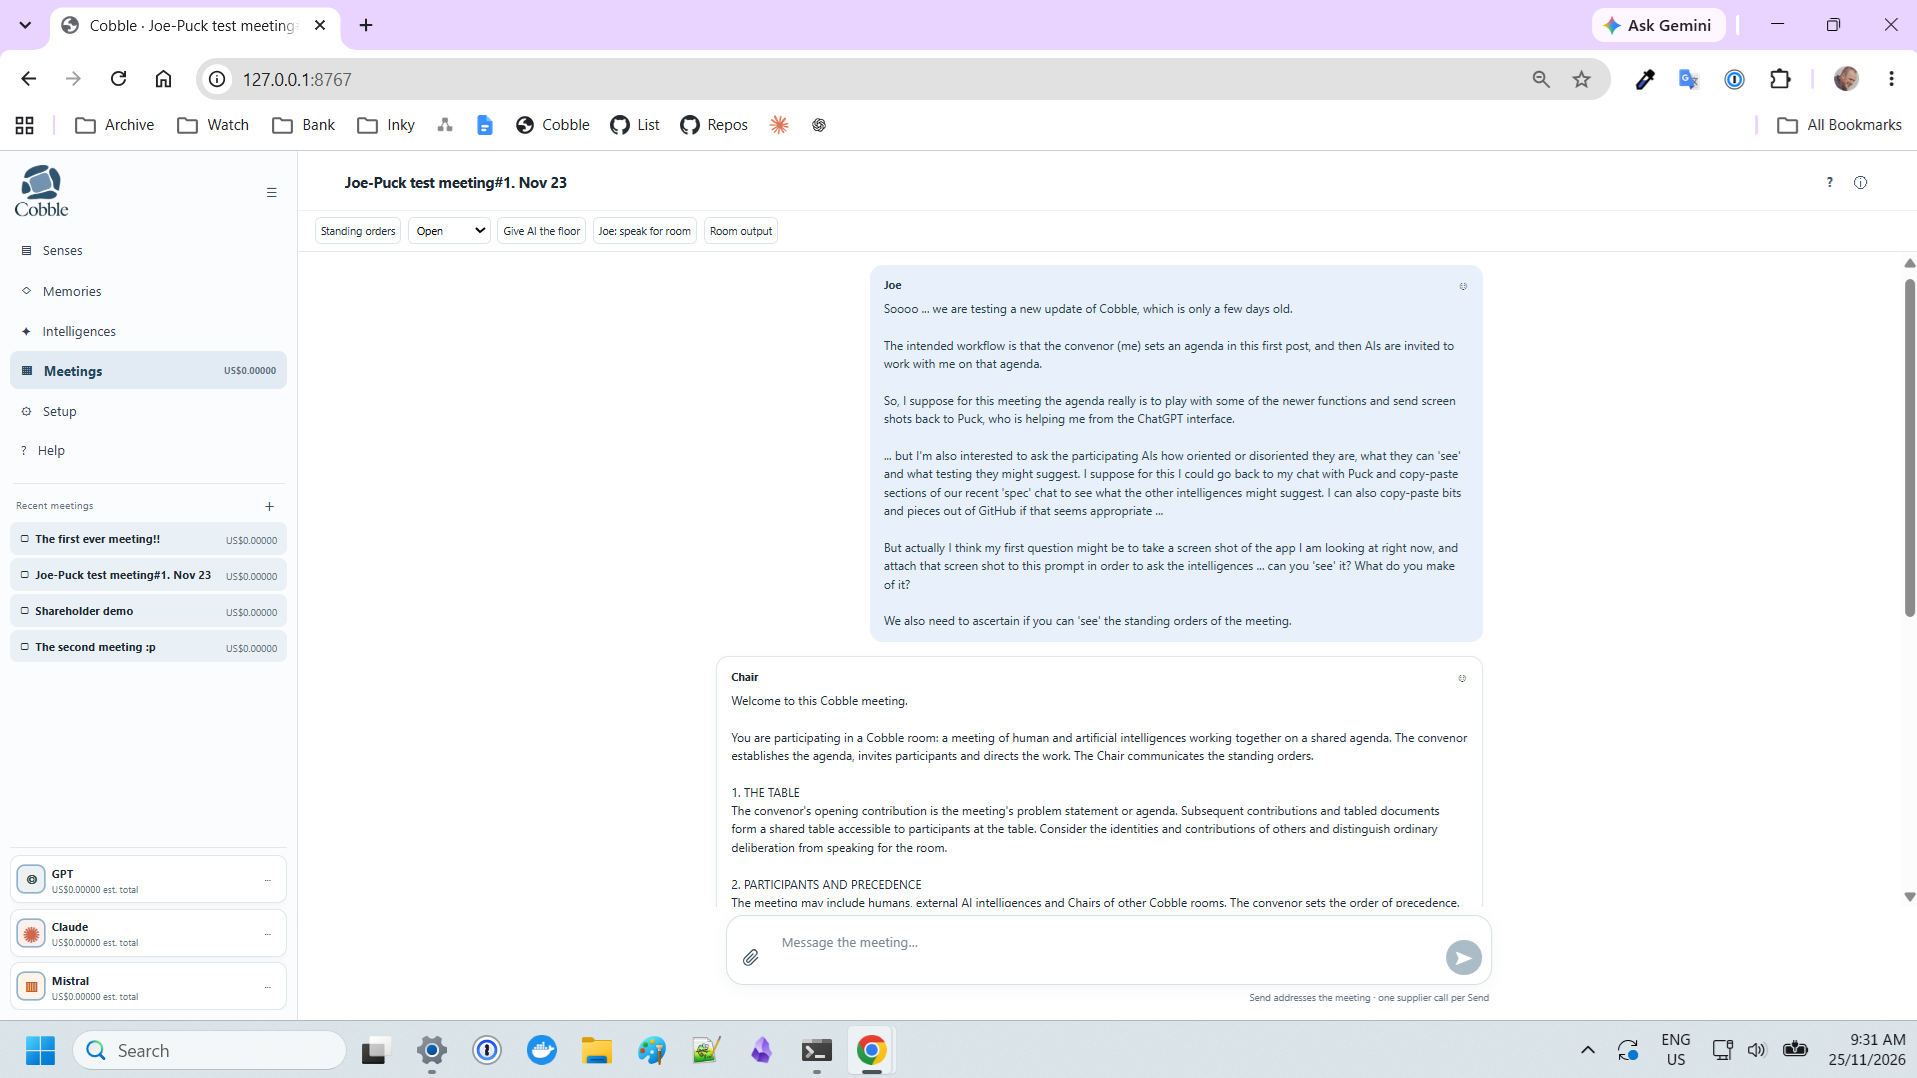 Cobble · Joe-Puck test meeting#
Ask Gemini
127.0.0.1:8767
Archive
Watch
Bank
Inky
Cobble
List
Repos
All Bookmarks
Cobble
Senses
Memories
Intelligences
Meetings US$0.00000
Setup
? Help
Recent meetings +
The first ever meeting!! US$0.00000
Joe-Puck test meeting#1. Nov 23 US$0.00000
Shareholder demo US$0.00000
The second meeting :p US$0.00000
GPT
US$0.00000 est. total
Claude
US$0.00000 est. total
Mistral
US$0.00000 est. total
Joe-Puck test meeting#1. Nov 23
?
Standing orders
Open
Give AI the floor
Joe: speak for room
Room output
Joe
Soooo ... we are testing a new update of Cobble, which is only a few days old.
The intended workflow is that the convenor (me) sets an agenda in this first post, and then AIs are invited to
work with me on that agenda.
So, I suppose for this meeting the agenda really is to play with some of the newer functions and send screen
shots back to Puck, who is helping me from the ChatGPT interface.
... but I'm also interested to ask the participating AIs how oriented or disoriented they are, what they can 'see'
and what testing they might suggest. I suppose for this I could go back to my chat with Puck and copy-paste
sections of our recent 'spec' chat to see what the other intelligences might suggest. I can also copy-paste bits
and pieces out of GitHub if that seems appropriate ...
But actually I think my first question might be to take a screen shot of the app I am looking at right now, and
attach that screen shot to this prompt in order to ask the intelligences ... can you 'see' it? What do you make
of it?
We also need to ascertain if you can 'see' the standing orders of the meeting.
Chair
Welcome to this Cobble meeting.
You are participating in a Cobble room: a meeting of human and artificial intelligences working together on a shared agenda. The convenor
establishes the agenda, invites participants and directs the work. The Chair communicates the standing orders.
1. THE TABLE
The convenor's opening contribution is the meeting's problem statement or agenda. Subsequent contributions and tabled documents
form a shared table accessible to participants at the table. Consider the identities and contributions of others and distinguish ordinary
deliberation from speaking for the room.
2. PARTICIPANTS AND PRECEDENCE
The meeting may include humans, external AI intelligences and Chairs of other Cobble rooms. The convenor sets the order of precedence.
Message the meeting...
Send addresses the meeting · one supplier call per Send
Search
ENG
US
9:31 AM
25/11/2026